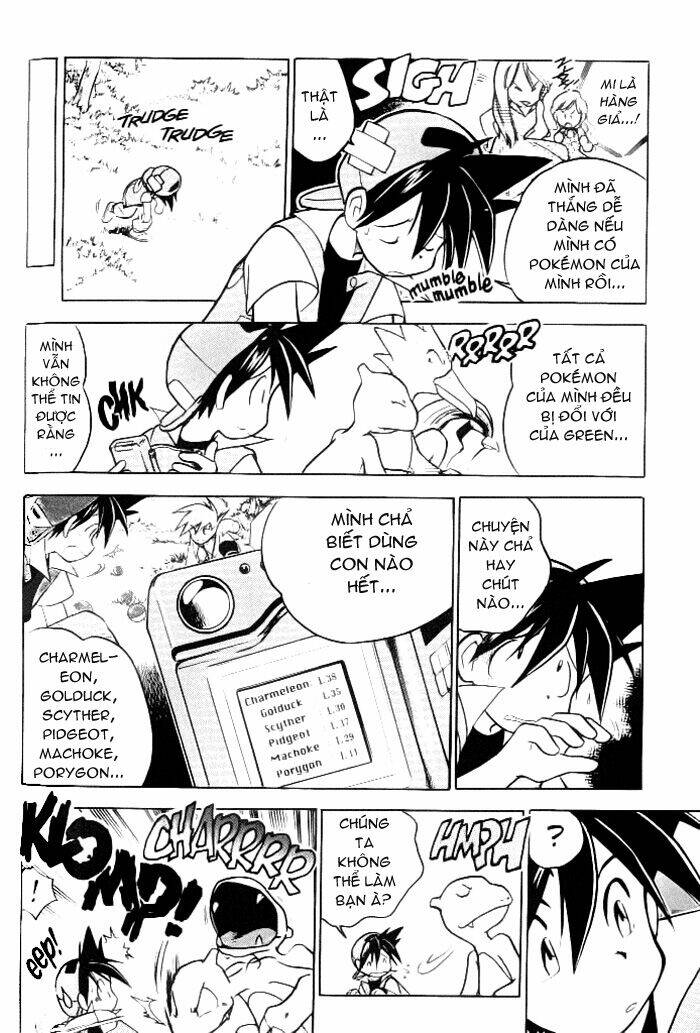 TRUDGE
TRUDGE
THẬT
LÀ
...
SIGH
MI LÀ
HÀNG
GIẢ...!
MÌNH ĐÃ
THẮNG DỄ
DÀNG NẾU
MÌNH CÓ
POKÉMON CỦA
MÌNH RỒI...
mumble
mumble
MÌNH
VẪN
KHÔNG
THỂ TIN
ĐƯỢC
RẰNG
...
CHK
RRRRRR
TẤT CẢ
POKÉMON
CỦA MÌNH ĐỀU
BỊ ĐỔI VỚI
CỦA GREEN...
MÌNH CHẢ
BIẾT DÙNG
CON NÀO
HẾT...
CHUYỆN
NÀY CHẢ
HAY
CHÚT
NÀO...
CHARMEL-
EON,
GOLDUCK,
SCYTHER,
PIDGEOT,
MACHOKE,
PORYGON...
Charmeleon: L.38
Golduck L.35
Scyther L.30
Pidgeot L.17
Machoke L.29
Porygon L.11
KLOMP!
!
eep!
CHARRRR
CHÚNG
TA
KHÔNG
THỂ LÀM
BẠN À?
HMPH
?